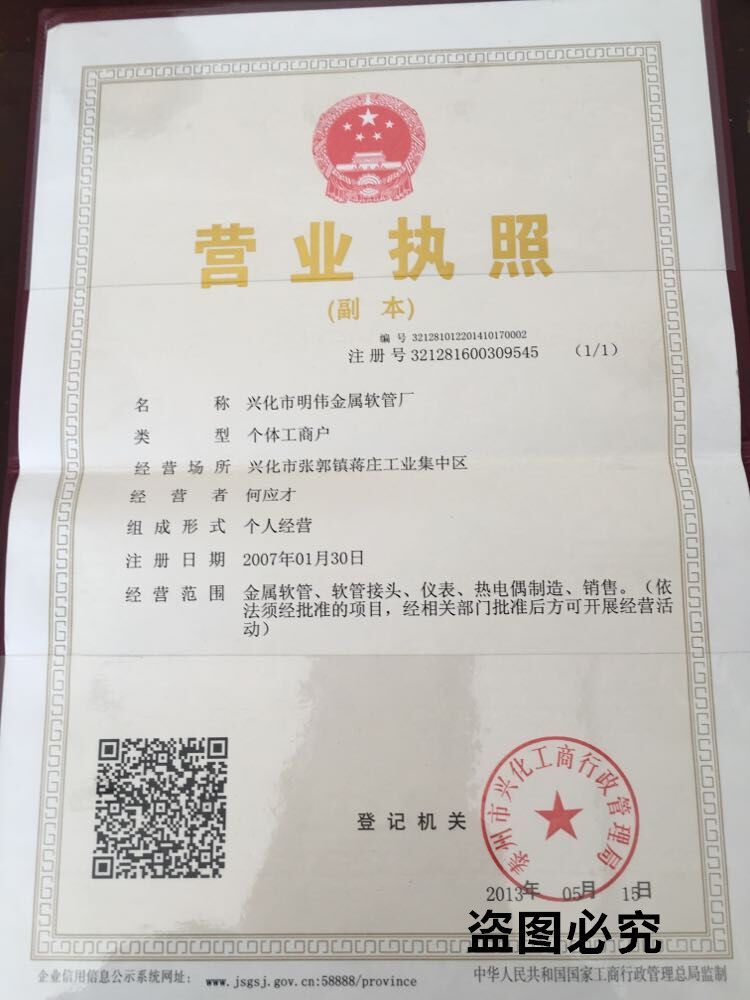 营业执照
(副 本)
编 号 321281012201410170002
注 册 号 321281600309545 （1/1）
名 称 兴化市明伟金属软管厂
类 型 个体工商户
经 营 场 所 兴化市张郭镇蒋庄工业集中区
经 营 者 何应才
组 成 形 式 个人经营
注 册 日 期 2007年01月30日
经 营 范 围 金属软管、软管接头、仪表、热电偶制造、销售。（依
法须经批准的项目，经相关部门批准后方可开展经营活
动）
登 记 机 关
泰州市兴化工商行政管理局
2013年 05月 15日
盗图必究
企业信用信息公示系统网址： www.jsgsj.gov.cn:58888/province
中华人民共和国国家工商行政管理总局监制